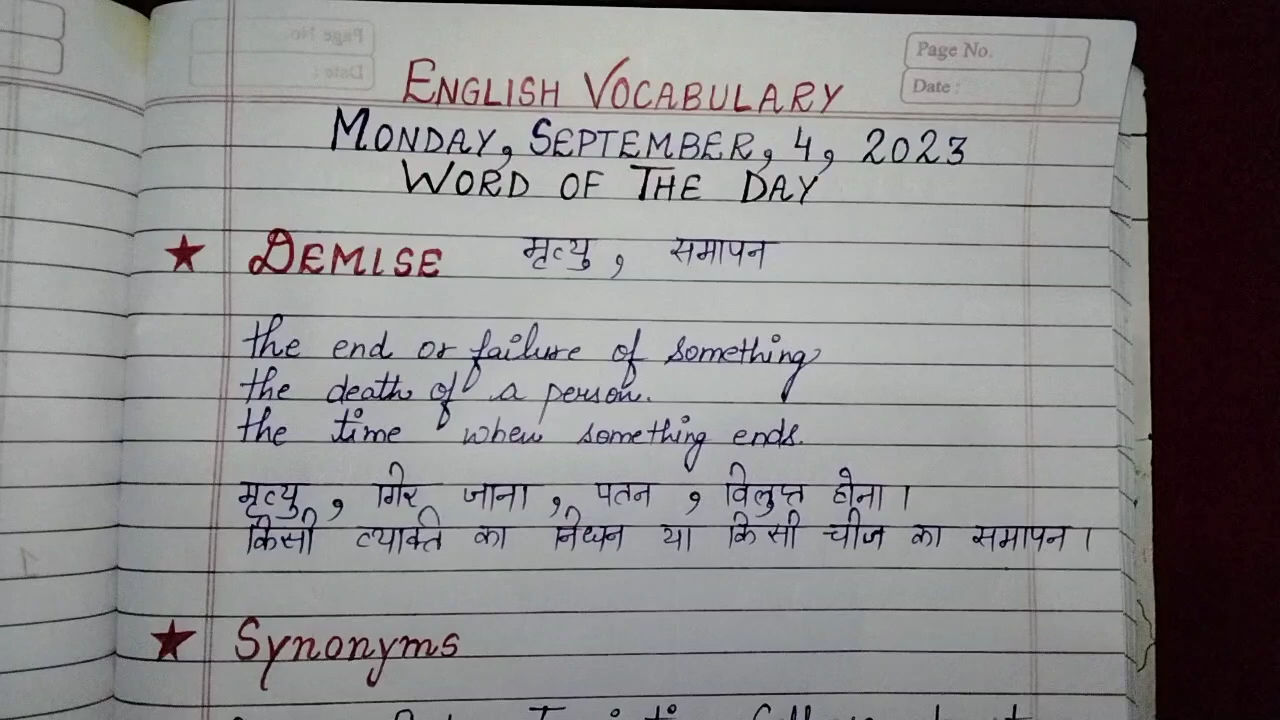 Page No.
Date :
ENGLISH VOCABULARY
MONDAY, SEPTEMBER, 4, 2023
WORD OF THE DAY
★ DEMISE मृत्यु , समापन
the end or failure of something,
the death of a person.
the time when something ends.
मृत्यु , गिर जाना , पतन , विलुप्त होना ।
किसी व्यक्ति का निधन या किसी चीज का समापन ।
★ Synonyms